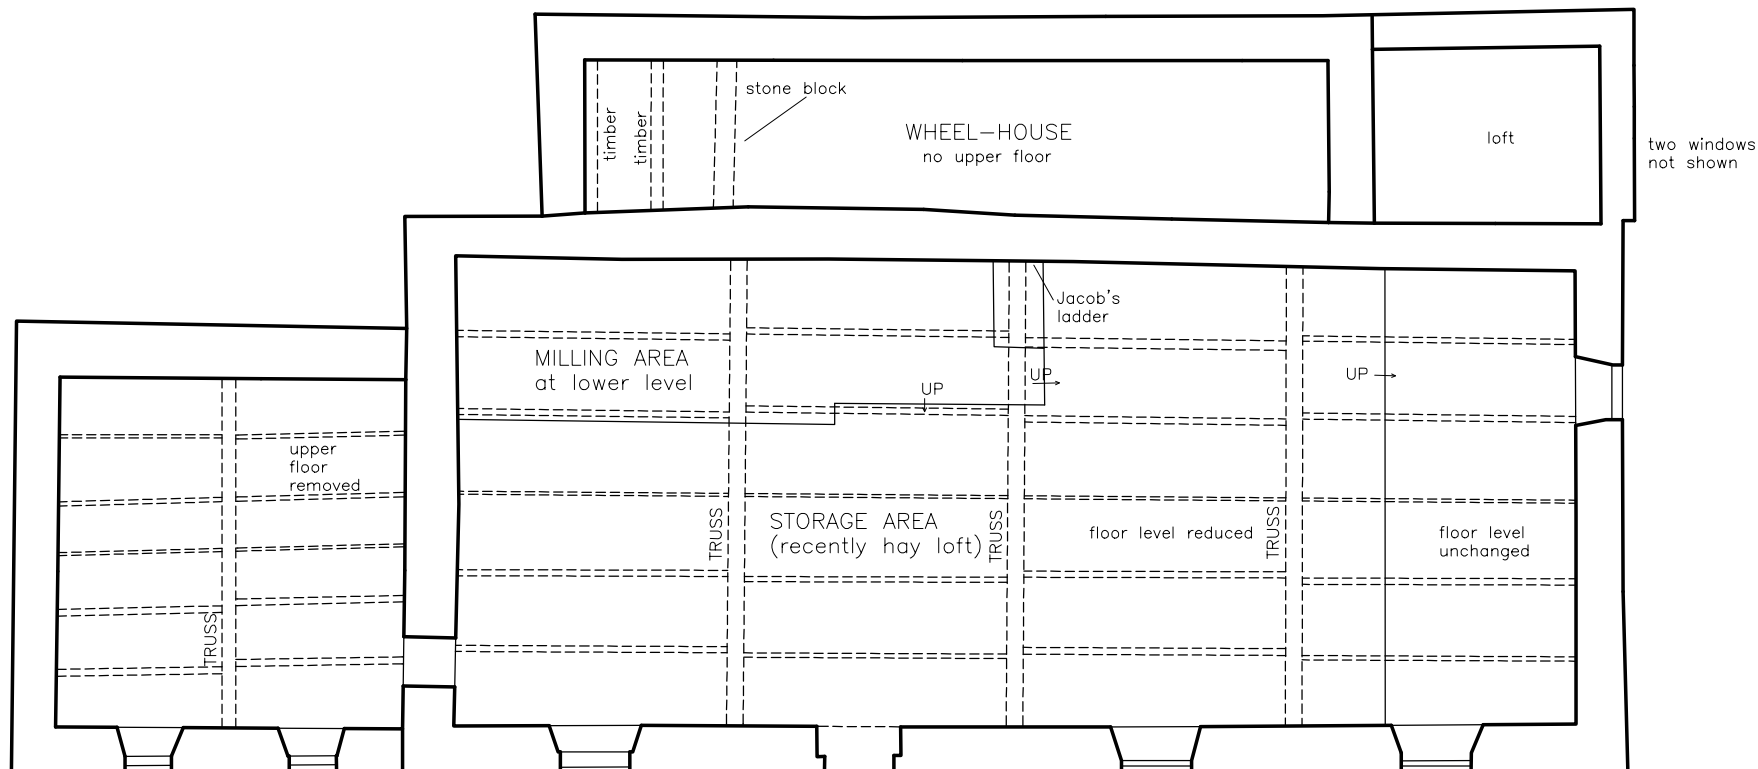 stone block
timber
timber
WHEEL-HOUSE
no upper floor
loft
two windows
not shown
Jacob's
ladder
MILLING AREA
at lower level
UP
UP
UP
upper
floor
removed
TRUSS
STORAGE AREA
(recently hay loft)
TRUSS
floor level reduced
TRUSS
floor level
unchanged
TRUSS